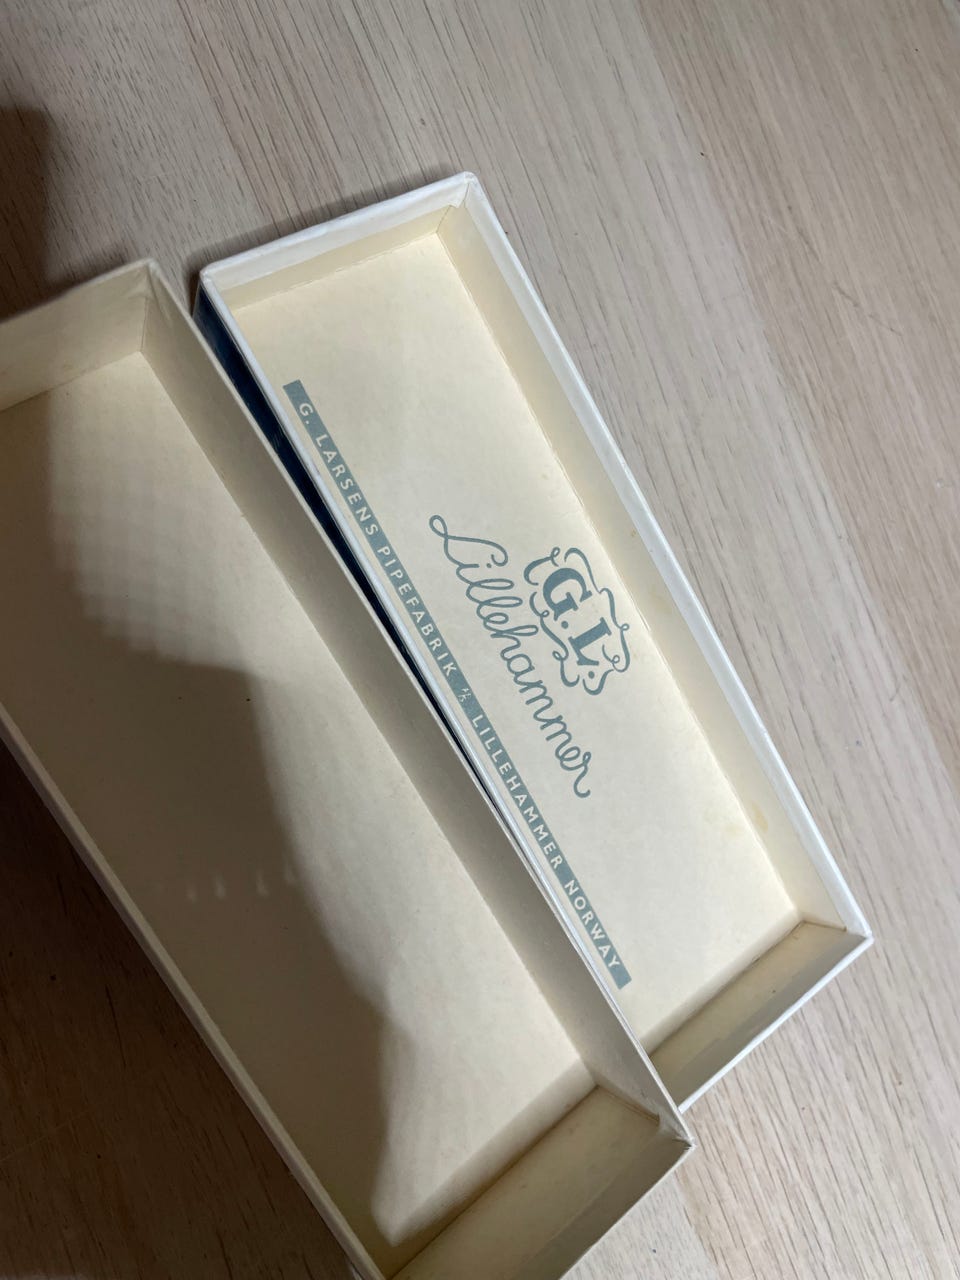 G.L.
Lillehammer
G. LARSENS PIPEFABRIK A/S LILLEHAMMER NORWAY